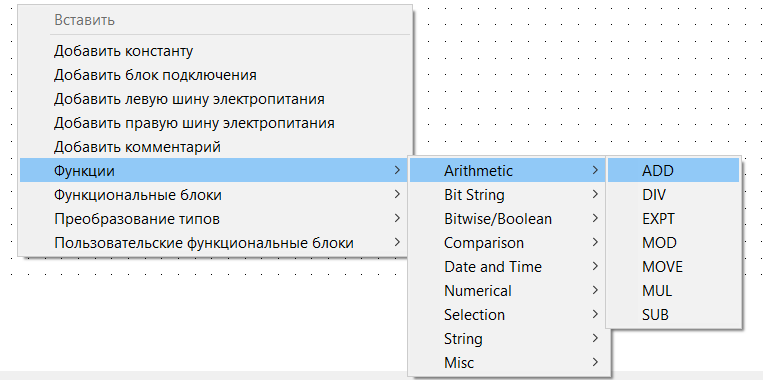 Вставить
Добавить константу
Добавить блок подключения
Добавить левую шину электропитания
Добавить правую шину электропитания
Добавить комментарий
Функции
Функциональные блоки
Преобразование типов
Пользовательские функциональные блоки
Arithmetic
Bit String
Bitwise/Boolean
Comparison
Date and Time
Numerical
Selection
String
Misc
ADD
DIV
EXPT
MOD
MOVE
MUL
SUB